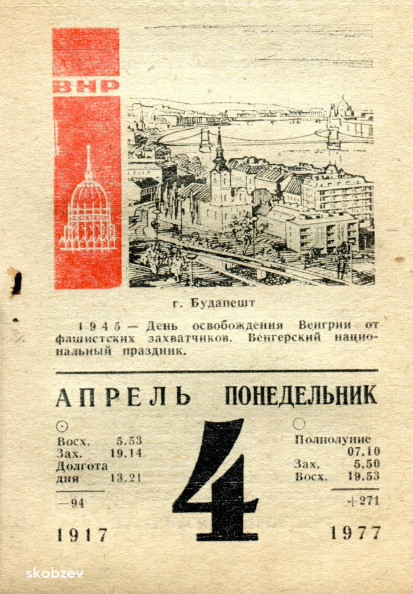 ВНР
г. Будапешт
1945 — День освобождения Венгрии от
фашистских захватчиков. Венгерский нацио-
нальный праздник.
АПРЕЛЬ ПОНЕДЕЛЬНИК
4
Восх. 5.53
Зах. 19.14
Долгота
дня 13.21
—94
1917
Полнолуние
07.10
Зах. 5.50
Восх. 19.53
+271
1977
skobzev